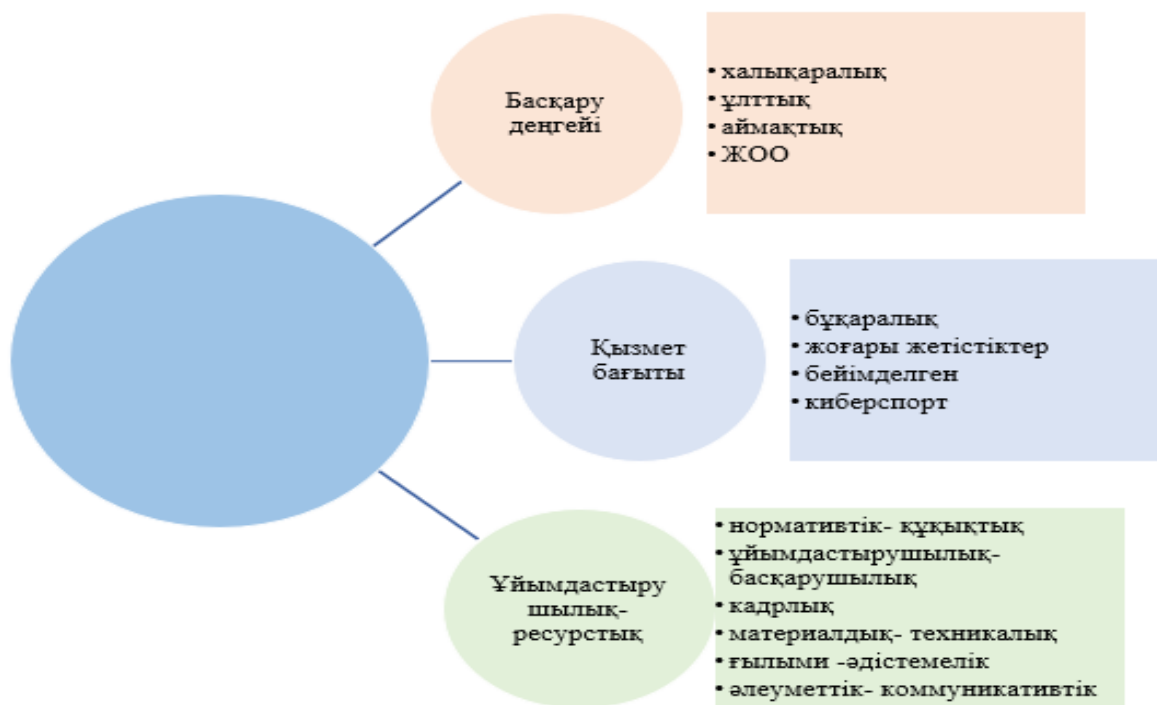 Басқару
деңгейі
• халықаралық
• ұлттық
• аймақтық
• ЖОО
Қызмет
бағыты
• бұқаралық
• жоғары жетістіктер
• бейімделген
• киберспорт
Ұйымдастыру
шылық-
ресурстық
• нормативтік- құқықтық
• ұйымдастырушылық-
басқарушылық
• кадрлық
• материалдық- техникалық
• ғылыми -әдістемелік
• әлеуметтік- коммуникативтік